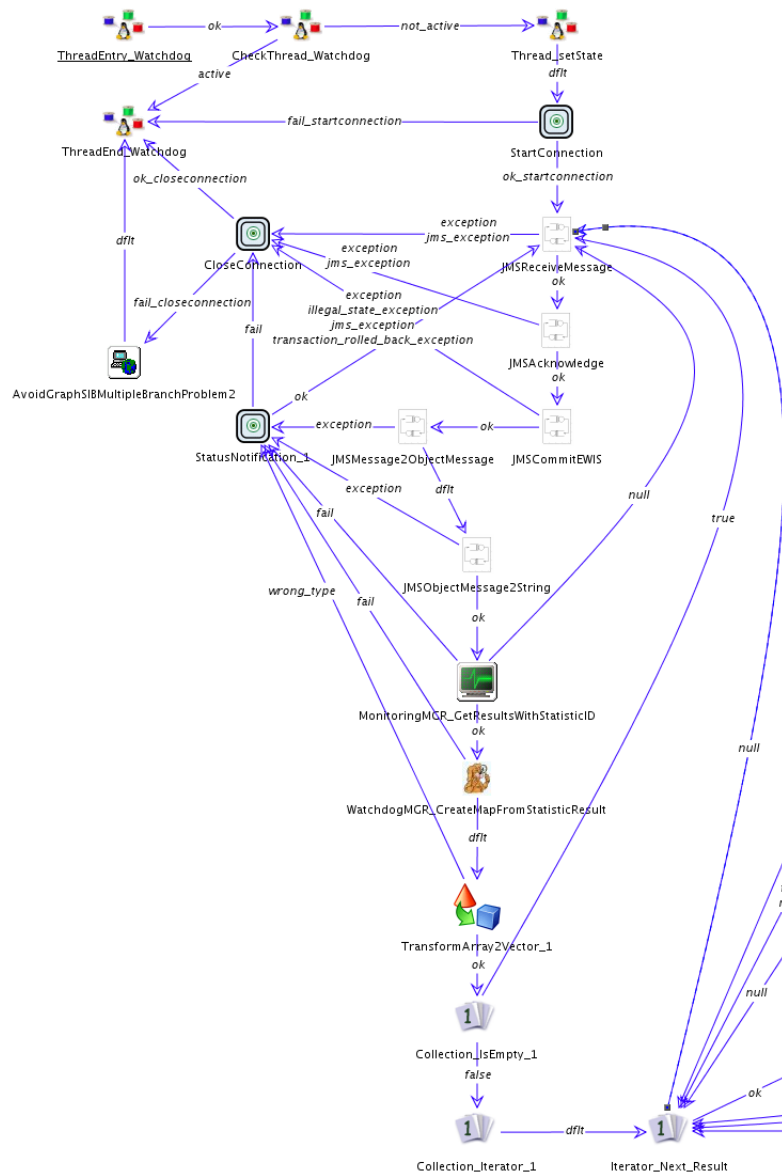 ok
not_active
ThreadEntry_Watchdog
CheckThread_Watchdog
Thread_setState
active
dflt
fail_startconnection
ThreadEnd_Watchdog
StartConnection
ok_closeconnection
ok_startconnection
exception
jms_exception
dflt
exception
jms_exception
CloseConnection
JMSReceiveMessage
ok
fail_closeconnection
exception
illegal_state_exception
jms_exception
transaction_rolled_back_exception
fail
JMSAcknowledge
ok
AvoidGraphSIBMultipleBranchProblem2
ok
exception
ok
StatusNotification_1
JMSMessage2ObjectMessage
JMSCommitEWIS
exception
dflt
null
fail
true
JMSObjectMessage2String
wrong_type
fail
ok
MonitoringMGR_GetResultsWithStatisticID
ok
null
WatchdogMGR_CreateMapFromStatisticResult
dflt
TransformArray2Vector_1
ok
null
Collection_IsEmpty_1
false
ok
dflt
Collection_Iterator_1
Iterator_Next_Result